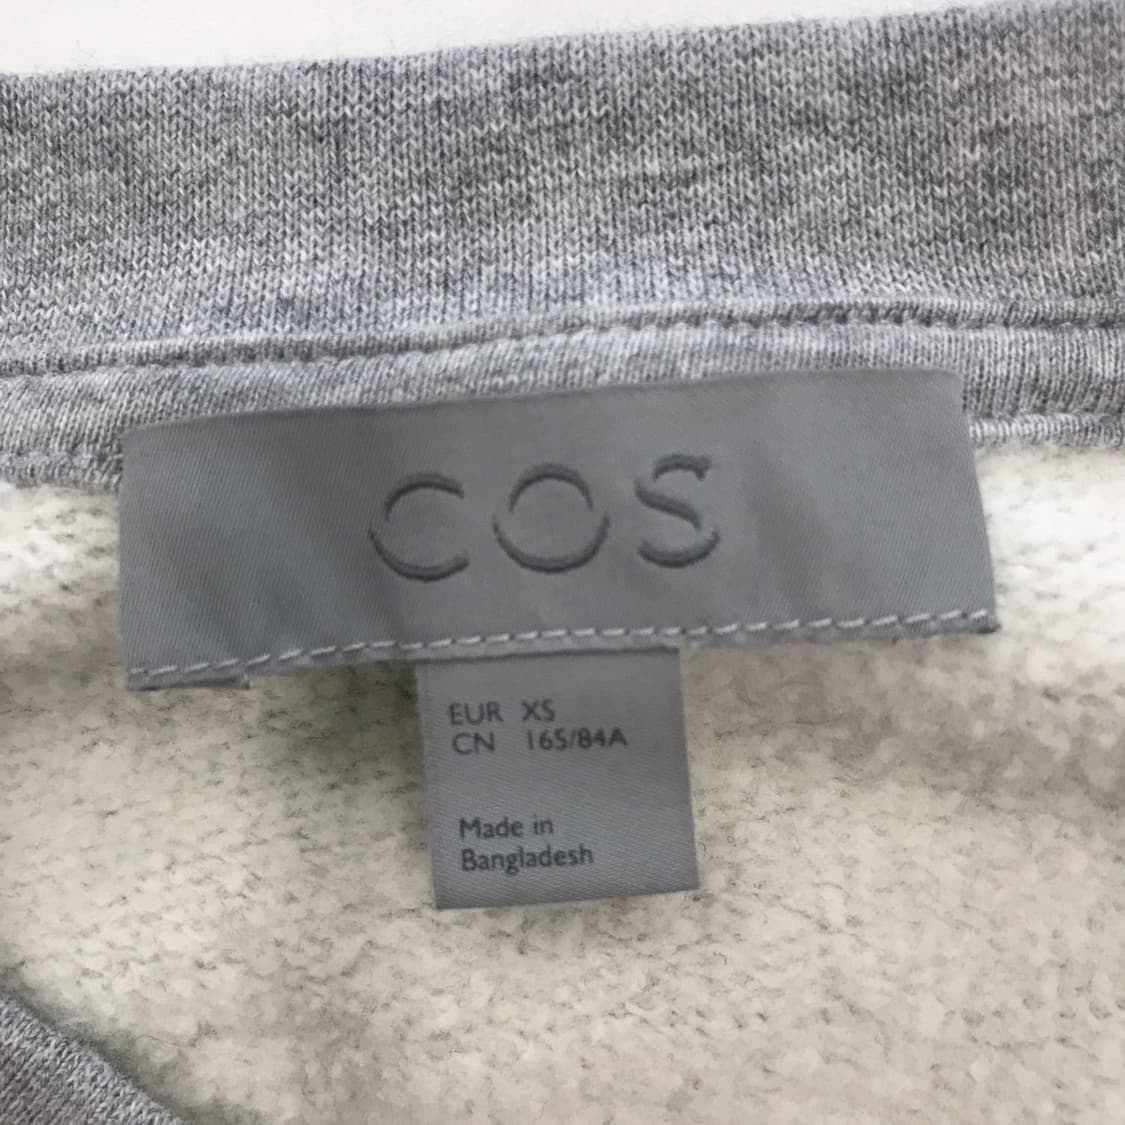 COS
EUR XS
CN 165/84A
Made in
Bangladesh